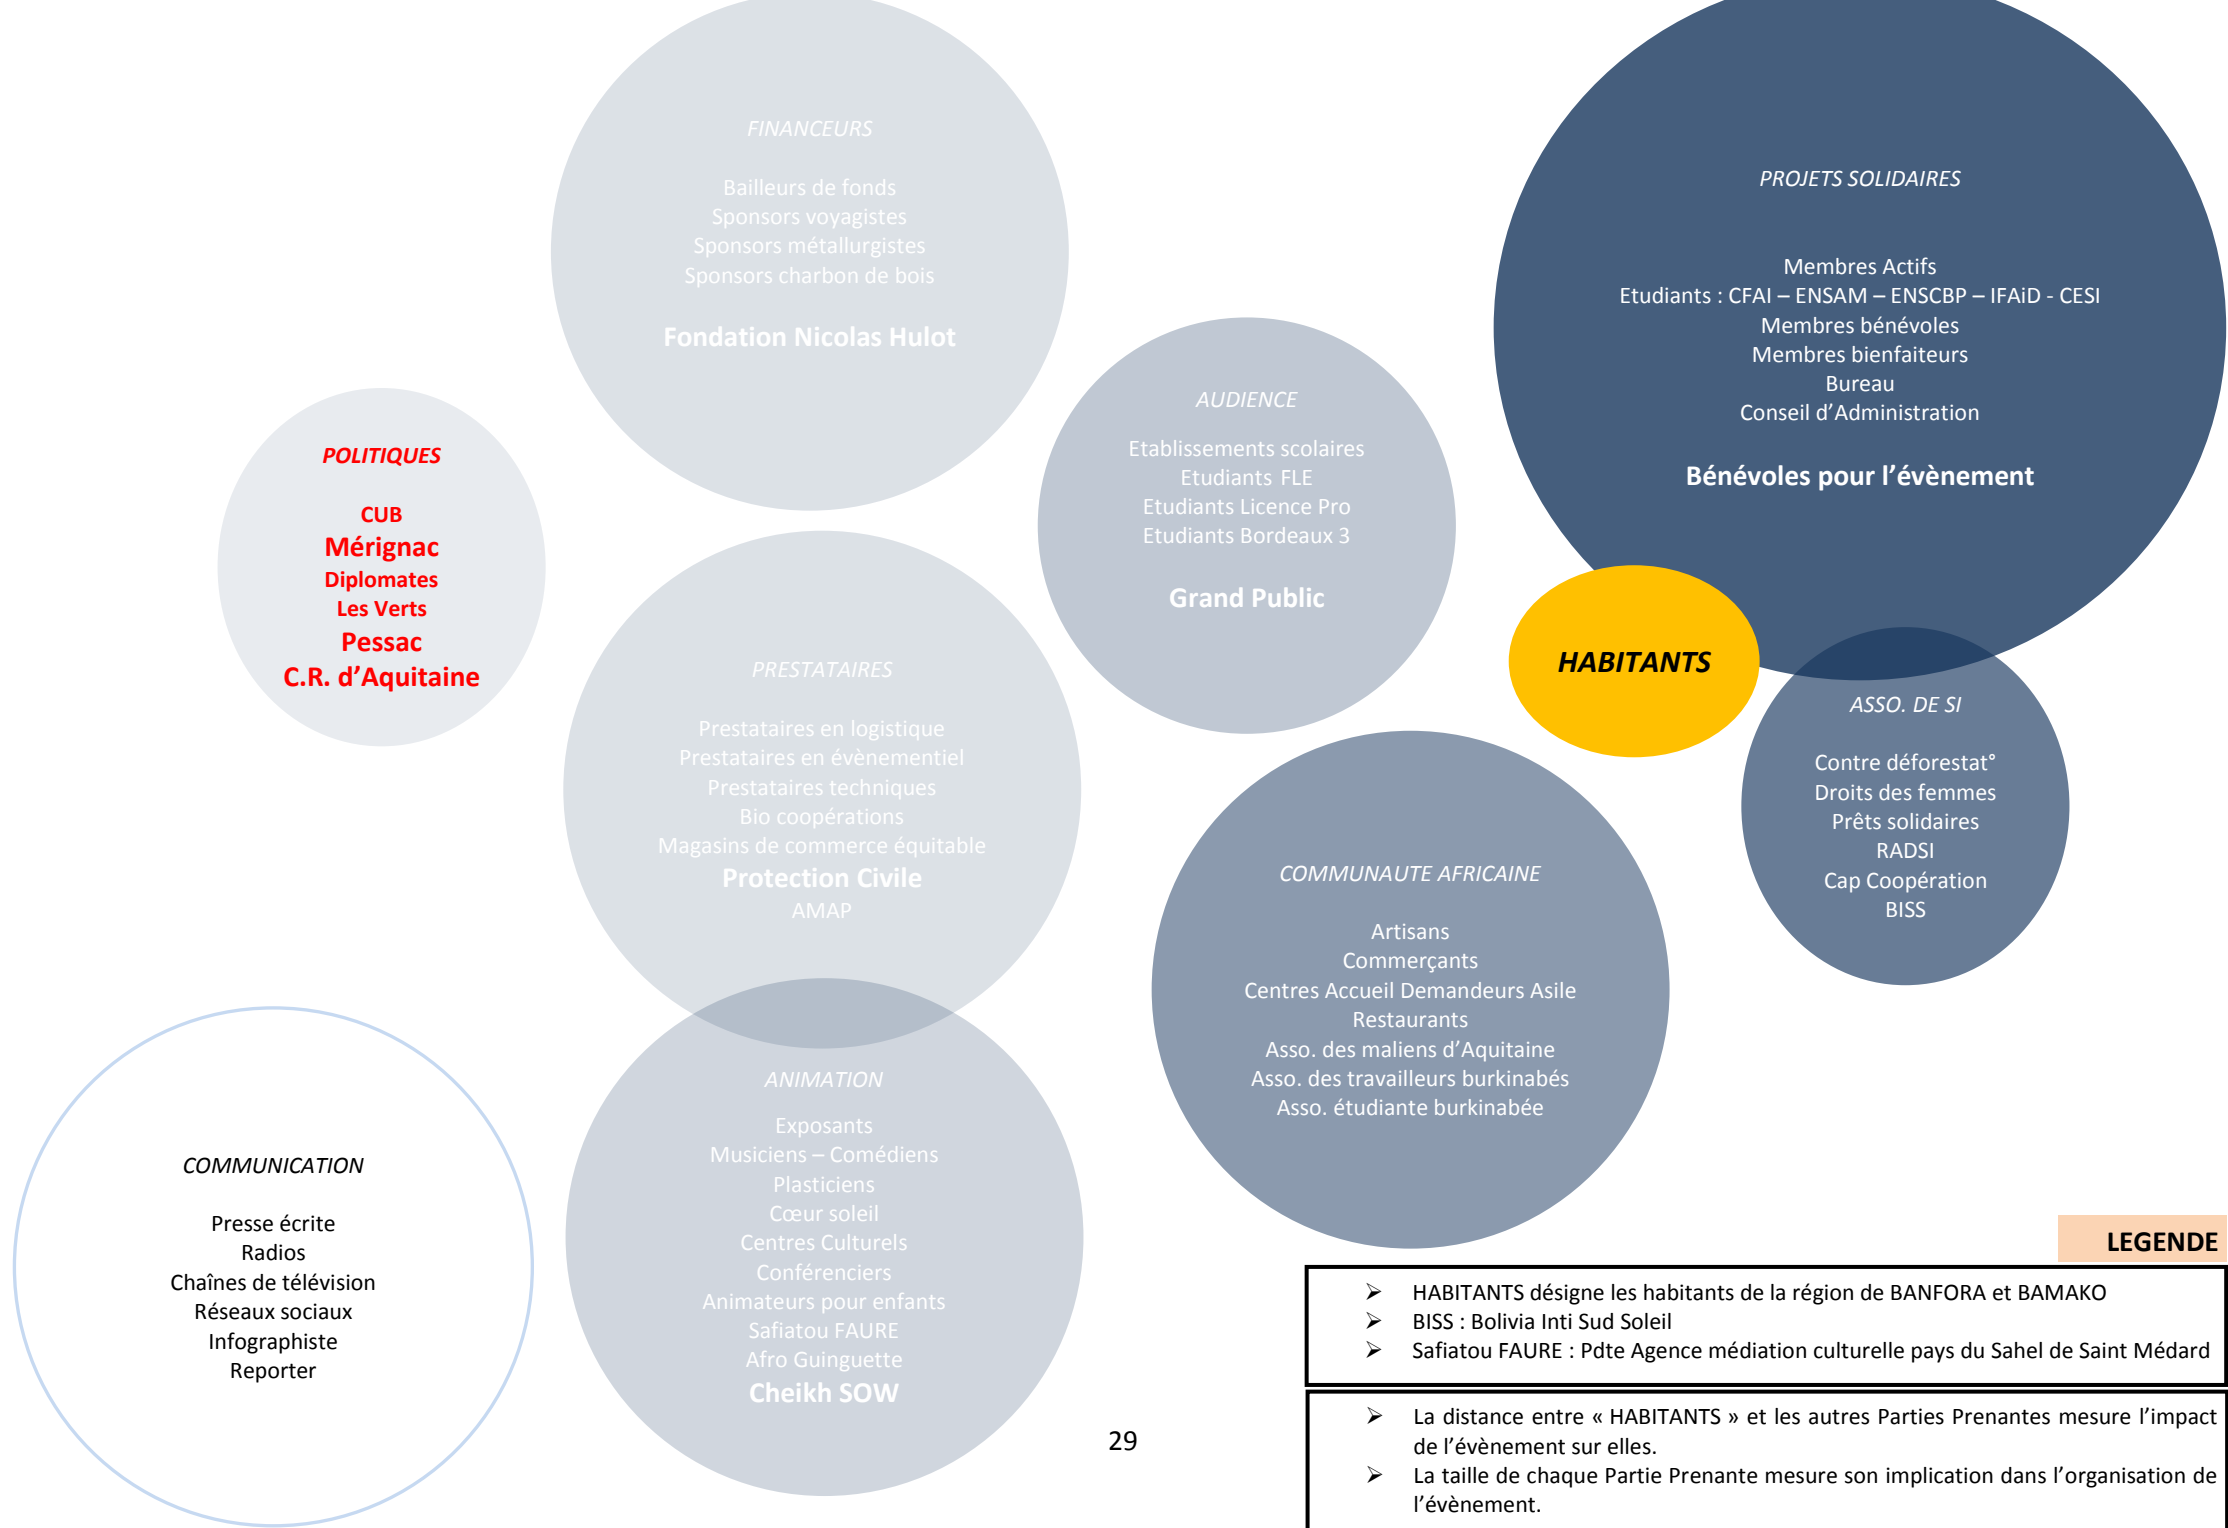 FINANCEURS
Bailleurs de fonds
Sponsors voyagistes
Sponsors métallurgistes
Sponsors charbon de bois
Fondation Nicolas Hulot
PROJETS SOLIDAIRES
Membres Actifs
Etudiants : CFAI – ENSAM – ENSCBP – IFAiD - CESI
Membres bénévoles
Membres bienfaiteurs
Bureau
Conseil d’Administration
Bénévoles pour l’évènement
AUDIENCE
Etablissements scolaires
Etudiants FLE
Etudiants Licence Pro
Etudiants Bordeaux 3
Grand Public
POLITIQUES
CUB
Mérignac
Diplomates
Les Verts
Pessac
C.R. d’Aquitaine
HABITANTS
PRESTATAIRES
Prestataires en logistique
Prestataires en évènementiel
Prestataires techniques
Bio coopérations
Magasins de commerce équitable
Protection Civile
AMAP
ASSO. DE SI
Contre déforestat°
Droits des femmes
Prêts solidaires
RADSI
Cap Coopération
BISS
COMMUNAUTE AFRICAINE
Artisans
Commerçants
Centres Accueil Demandeurs Asile
Restaurants
Asso. des maliens d’Aquitaine
Asso. des travailleurs burkinabés
Asso. étudiante burkinabée
ANIMATION
Exposants
Musiciens – Comédiens
Plasticiens
Cœur soleil
Centres Culturels
Conférenciers
Animateurs pour enfants
Safiatou FAURE
Afro Guinguette
Cheikh SOW
COMMUNICATION
Presse écrite
Radios
Chaînes de télévision
Réseaux sociaux
Infographiste
Reporter
LEGENDE
➢ HABITANTS désigne les habitants de la région de BANFORA et BAMAKO
➢ BISS : Bolivia Inti Sud Soleil
➢ Safiatou FAURE : Pdte Agence médiation culturelle pays du Sahel de Saint Médard
➢ La distance entre « HABITANTS » et les autres Parties Prenantes mesure l’impact
de l’évènement sur elles.
➢ La taille de chaque Partie Prenante mesure son implication dans l’organisation de
l’évènement.
29